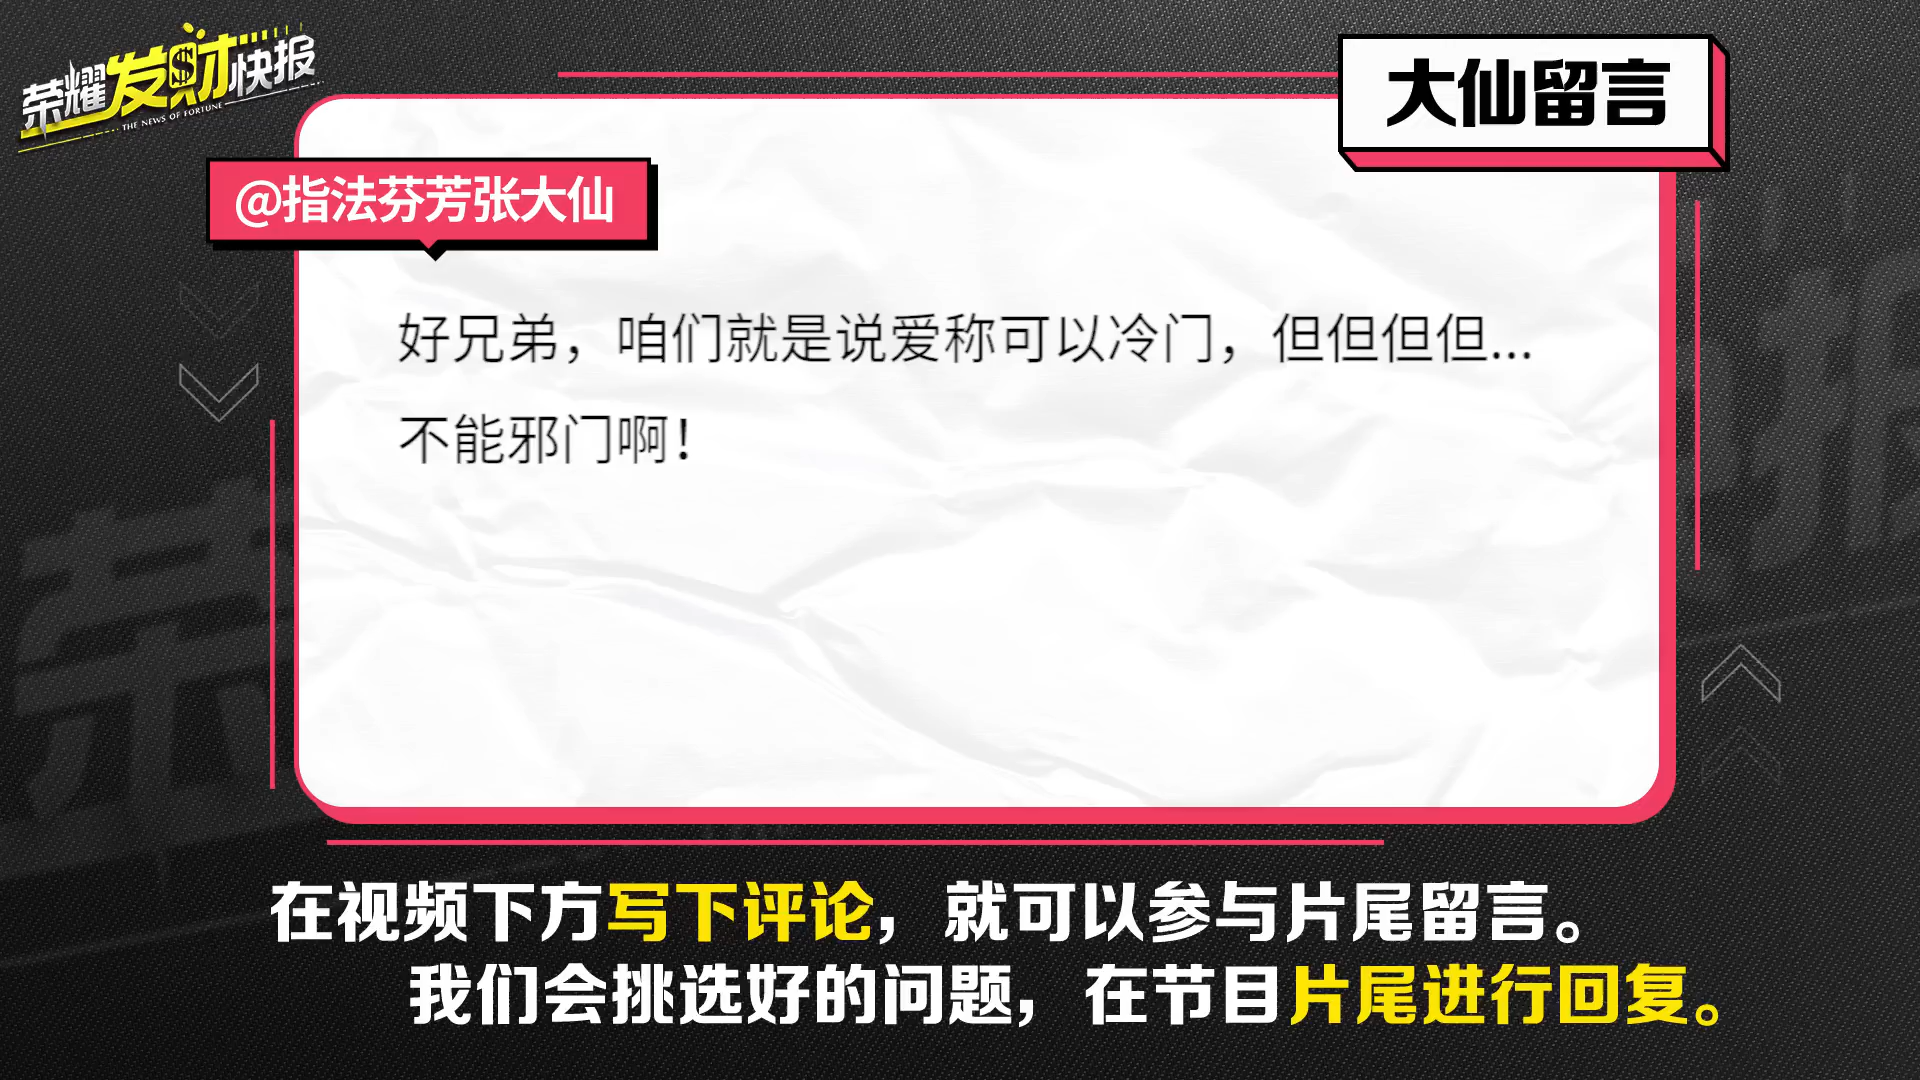 荣耀发财快报
THE NEWS OF FORTUNE
大仙留言
@指法芬芳张大仙
好兄弟，咱们就是说爱称可以冷门，但但但但...
不能邪门啊！
在视频下方写下评论，就可以参与片尾留言。
我们会挑选好的问题，在节目片尾进行回复。